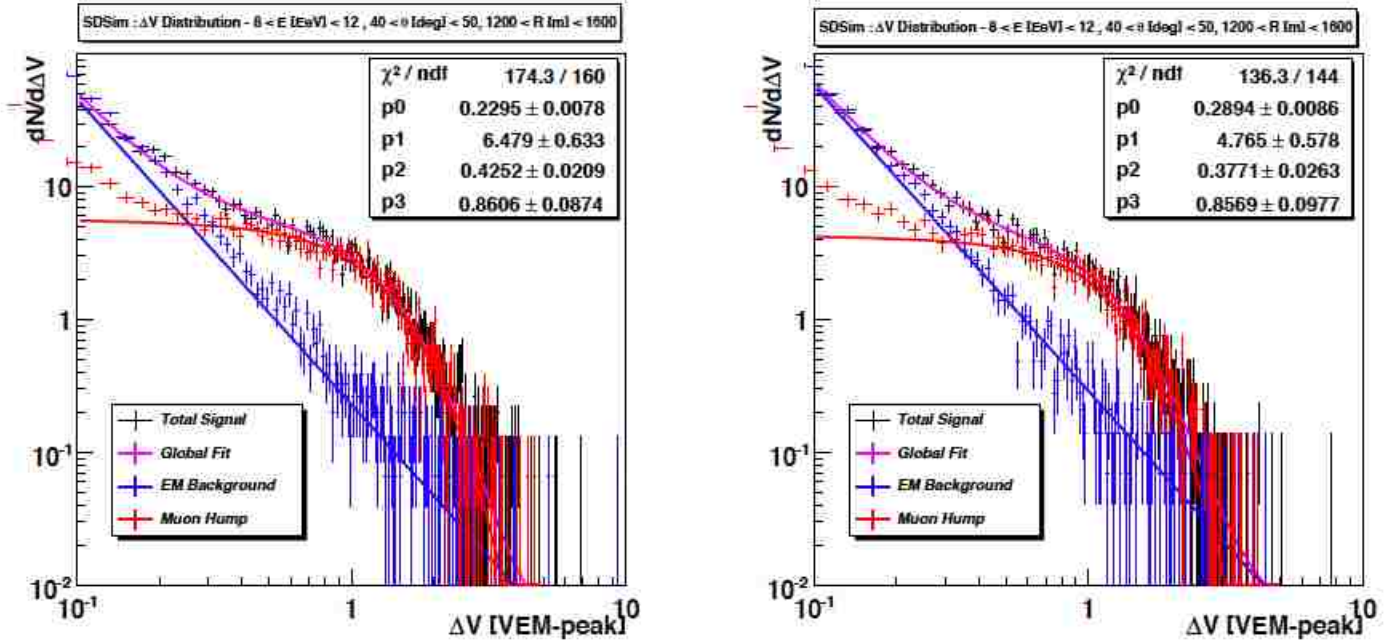 SDSim : ΔV Distribution - 8 < E [EeV] < 12 , 40 < θ [deg] < 50, 1200 < R [m] < 1600
dN/dΔV
χ² / ndf 174.3 / 160
p0 0.2295 ± 0.0078
p1 6.479 ± 0.633
p2 0.4252 ± 0.0209
p3 0.8606 ± 0.0874
10
1
10⁻¹
10⁻²
Total Signal
Global Fit
EM Background
Muon Hump
10⁻¹ 1 10
ΔV [VEM-peak]
SDSim : ΔV Distribution - 8 < E [EeV] < 12 , 40 < θ [deg] < 50, 1200 < R [m] < 1600
dN/dΔV
χ² / ndf 136.3 / 144
p0 0.2894 ± 0.0086
p1 4.765 ± 0.578
p2 0.3771 ± 0.0263
p3 0.8569 ± 0.0977
10
1
10⁻¹
10⁻²
Total Signal
Global Fit
EM Background
Muon Hump
10⁻¹ 1 10
ΔV [VEM-peak]